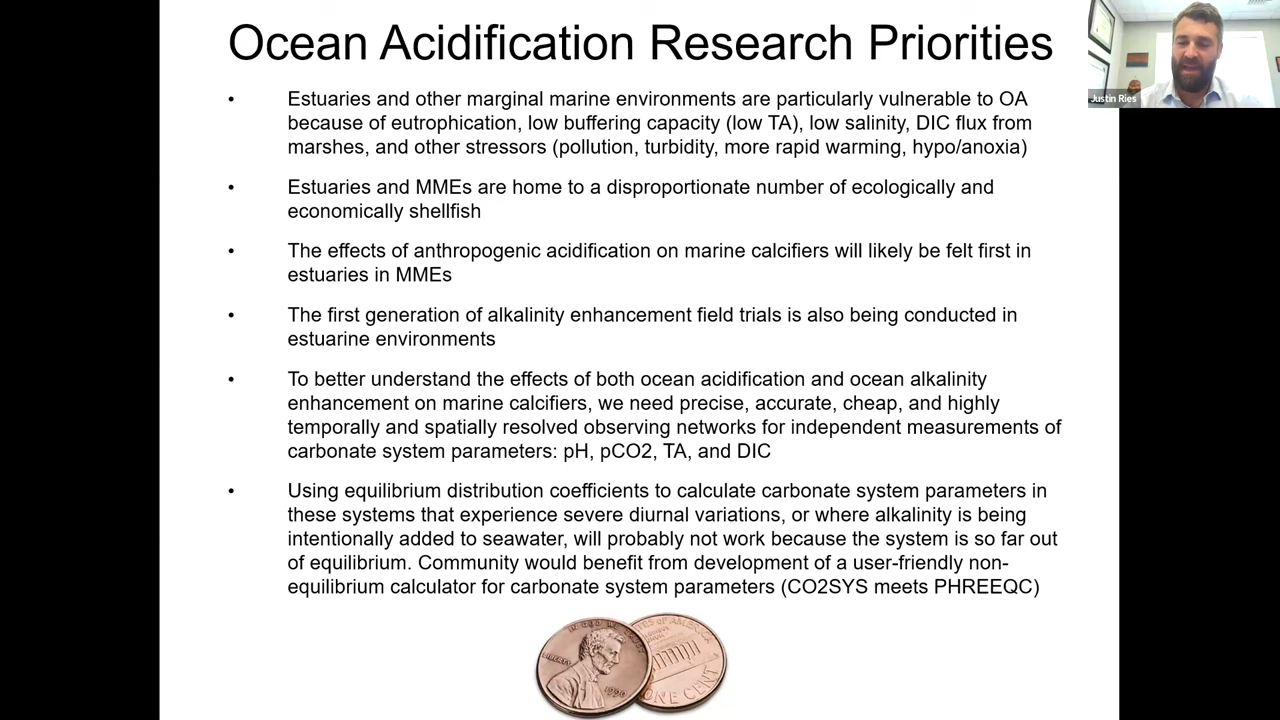 Ocean Acidification Research Priorities
Justin Ries
• Estuaries and other marginal marine environments are particularly vulnerable to OA
because of eutrophication, low buffering capacity (low TA), low salinity, DIC flux from
marshes, and other stressors (pollution, turbidity, more rapid warming, hypo/anoxia)
• Estuaries and MMEs are home to a disproportionate number of ecologically and
economically shellfish
• The effects of anthropogenic acidification on marine calcifiers will likely be felt first in
estuaries in MMEs
• The first generation of alkalinity enhancement field trials is also being conducted in
estuarine environments
• To better understand the effects of both ocean acidification and ocean alkalinity
enhancement on marine calcifiers, we need precise, accurate, cheap, and highly
temporally and spatially resolved observing networks for independent measurements of
carbonate system parameters: pH, pCO2, TA, and DIC
• Using equilibrium distribution coefficients to calculate carbonate system parameters in
these systems that experience severe diurnal variations, or where alkalinity is being
intentionally added to seawater, will probably not work because the system is so far out
of equilibrium. Community would benefit from development of a user-friendly non-
equilibrium calculator for carbonate system parameters (CO2SYS meets PHREEQC)
IN GOD WE
LIBERTY
1990
OF AMERICA
ONE CENT